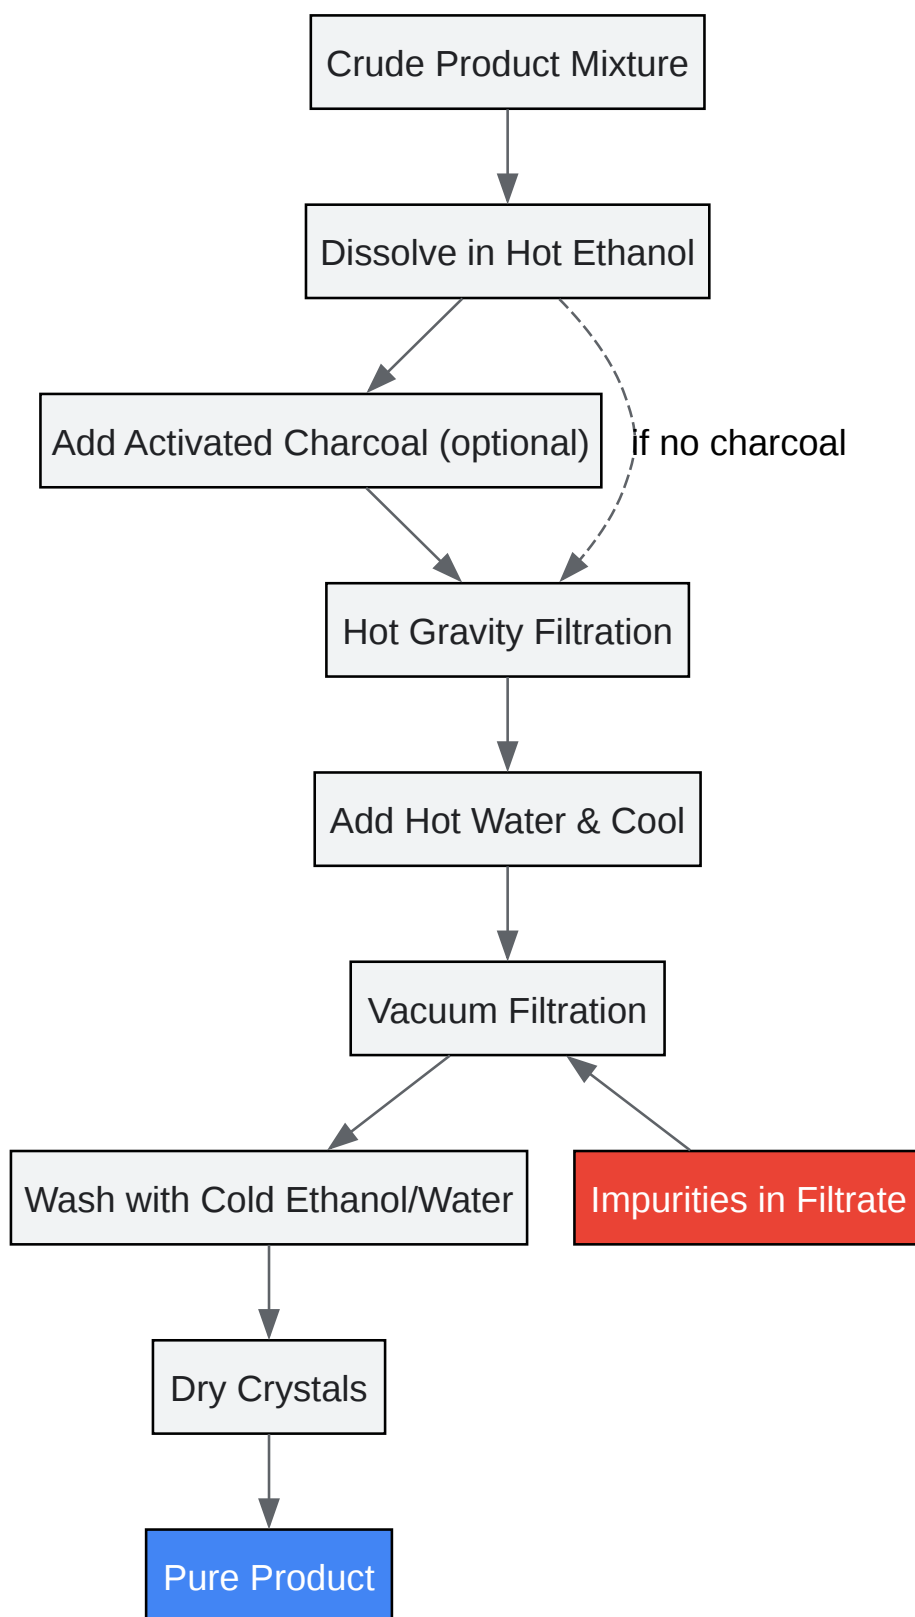 Crude Product Mixture
Dissolve in Hot Ethanol
Add Activated Charcoal (optional)
if no charcoal
Hot Gravity Filtration
Add Hot Water & Cool
Vacuum Filtration
Wash with Cold Ethanol/Water
Impurities in Filtrate
Dry Crystals
Pure Product